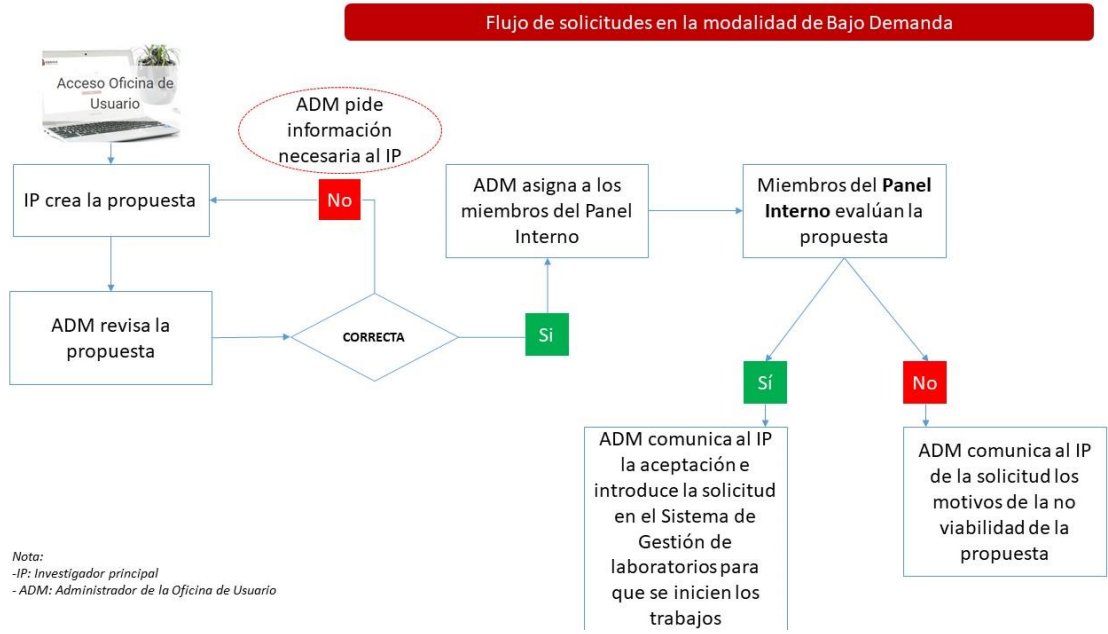 Flujo de solicitudes en la modalidad de Bajo Demanda
Acceso Oficina de
Usuario
ADM pide
información
necesaria al IP
IP crea la propuesta
No
ADM asigna a los
miembros del Panel
Interno
Miembros del Panel
Interno evalúan la
propuesta
ADM revisa la
propuesta
CORRECTA
Si
Sí
No
ADM comunica al IP
la aceptación e
introduce la solicitud
en el Sistema de
Gestión de
laboratorios para
que se inicien los
trabajos
ADM comunica al IP
de la solicitud los
motivos de la no
viabilidad de la
propuesta
Nota:
-IP: Investigador principal
- ADM: Administrador de la Oficina de Usuario